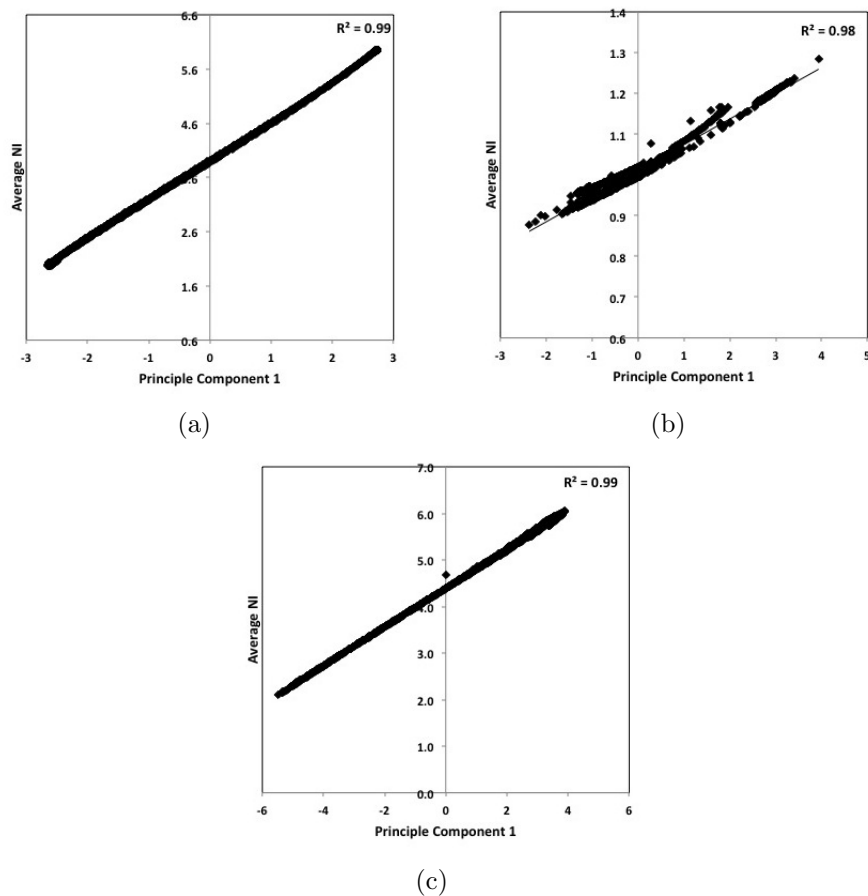 R² = 0.99
6.6
5.6
4.6
3.6
2.6
1.6
0.6
Average NI
-3 -2 -1 0 1 2 3
Principle Component 1
(a)
R² = 0.98
1.4
1.3
1.2
1.1
1.0
0.9
0.8
0.7
0.6
Average NI
-3 -2 -1 0 1 2 3 4 5
Principle Component 1
(b)
R² = 0.99
7.0
6.0
5.0
4.0
3.0
2.0
1.0
0.0
Average NI
-6 -4 -2 0 2 4 6
Principle Component 1
(c)